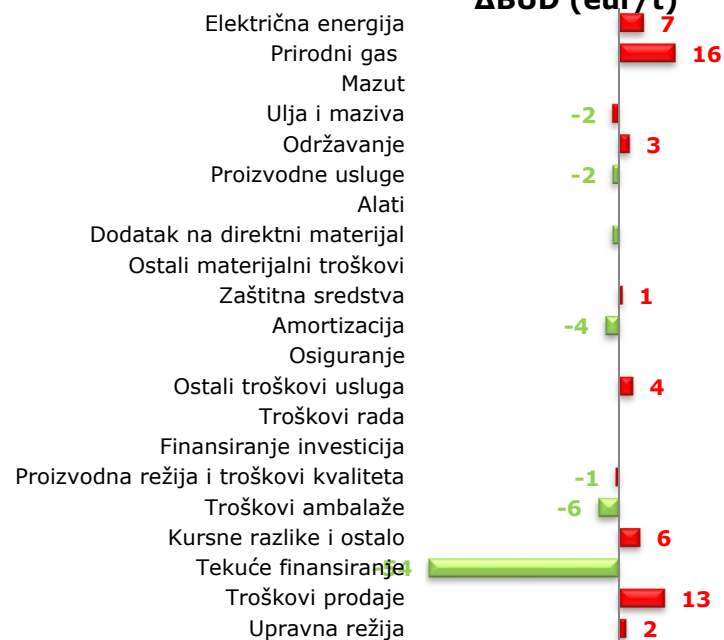 ΔBUD (eur/t)
Električna energija 7
Prirodni gas 16
Mazut
Ulja i maziva -2
Održavanje 3
Proizvodne usluge -2
Alati
Dodatak na direktni materijal
Ostali materijalni troškovi
Zaštitna sredstva 1
Amortizacija -4
Osiguranje
Ostali troškovi usluga 4
Troškovi rada
Finansiranje investicija
Proizvodna režija i troškovi kvaliteta -1
Troškovi ambalaže -6
Kursne razlike i ostalo 6
Tekuće finansiranje -54
Troškovi prodaje 13
Upravna režija 2